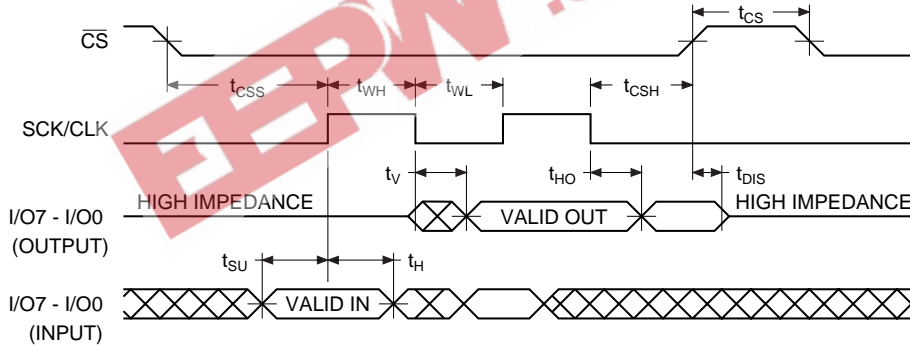 tCS
CS
tCSS tWH tWL tCSH
SCK/CLK
tV tHO tDIS
HIGH IMPEDANCE VALID OUT HIGH IMPEDANCE
I/O7 - I/O0
(OUTPUT)
tSU tH
I/O7 - I/O0 VALID IN
(INPUT)
EEPW